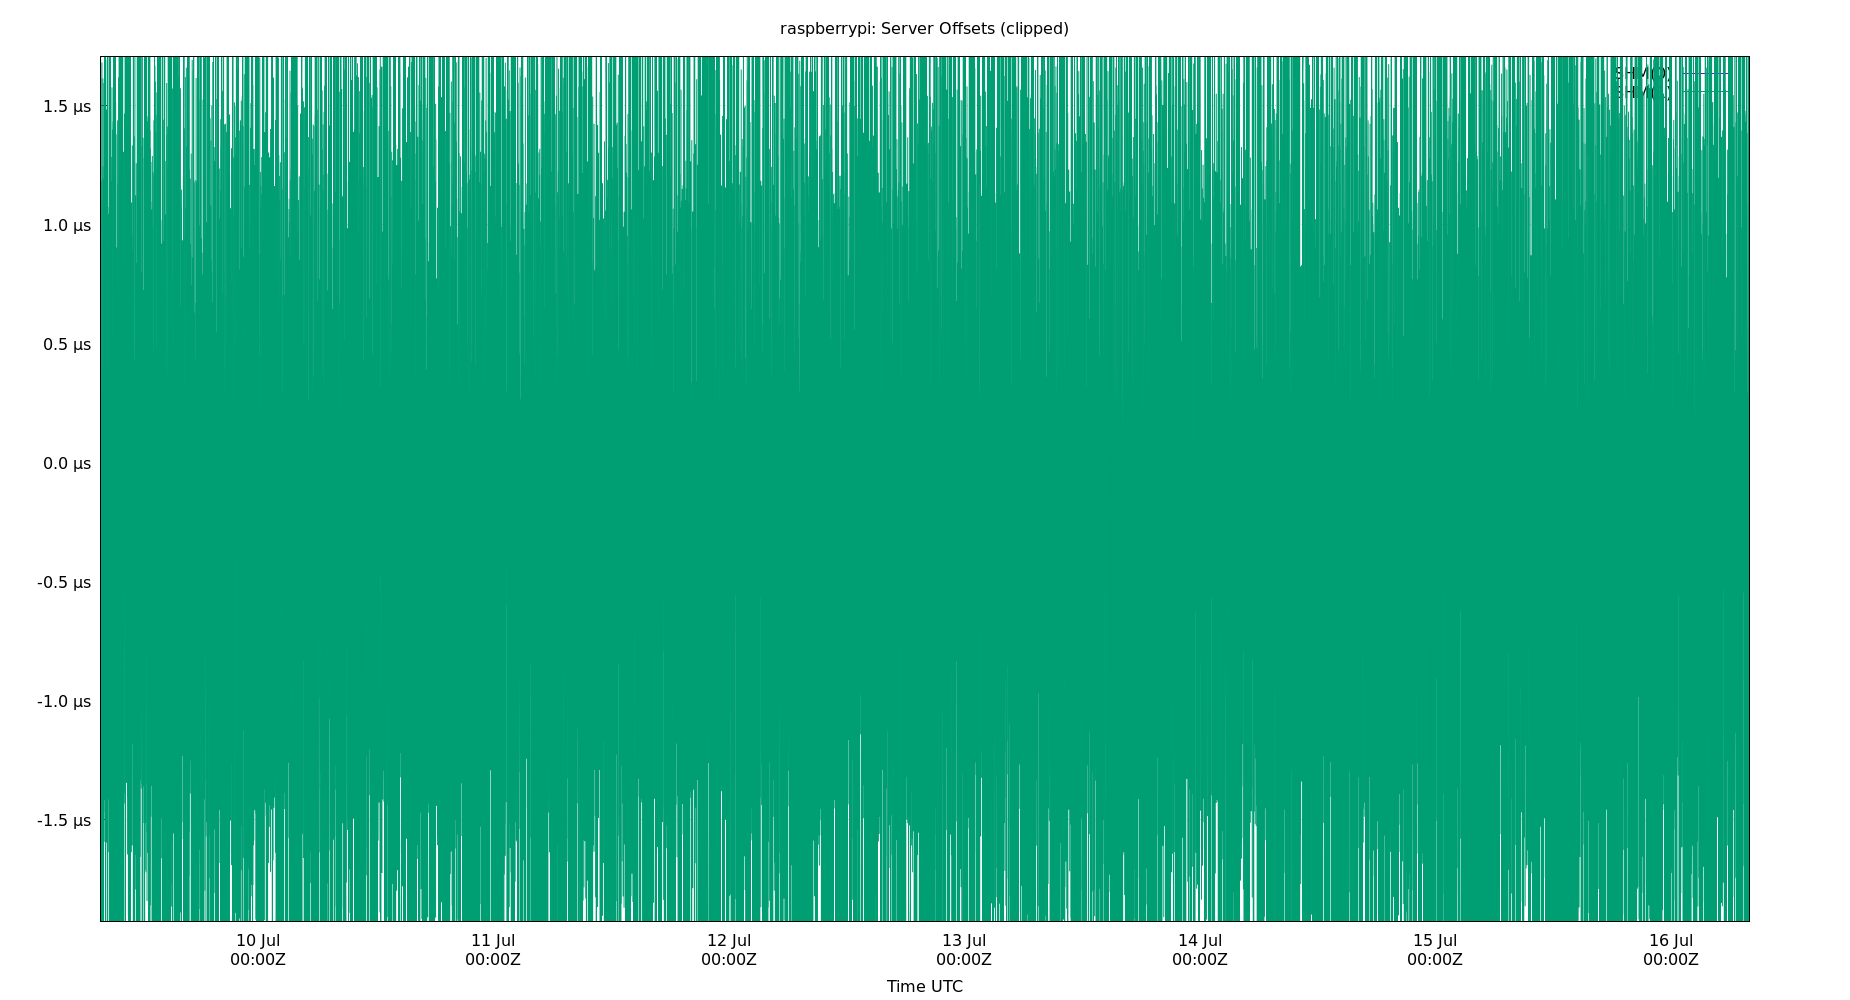 raspberrypi: Server Offsets (clipped)
1.5 µs
1.0 µs
0.5 µs
0.0 µs
-0.5 µs
-1.0 µs
-1.5 µs
10 Jul
00:00Z
11 Jul
00:00Z
12 Jul
00:00Z
13 Jul
00:00Z
14 Jul
00:00Z
15 Jul
00:00Z
16 Jul
00:00Z
Time UTC